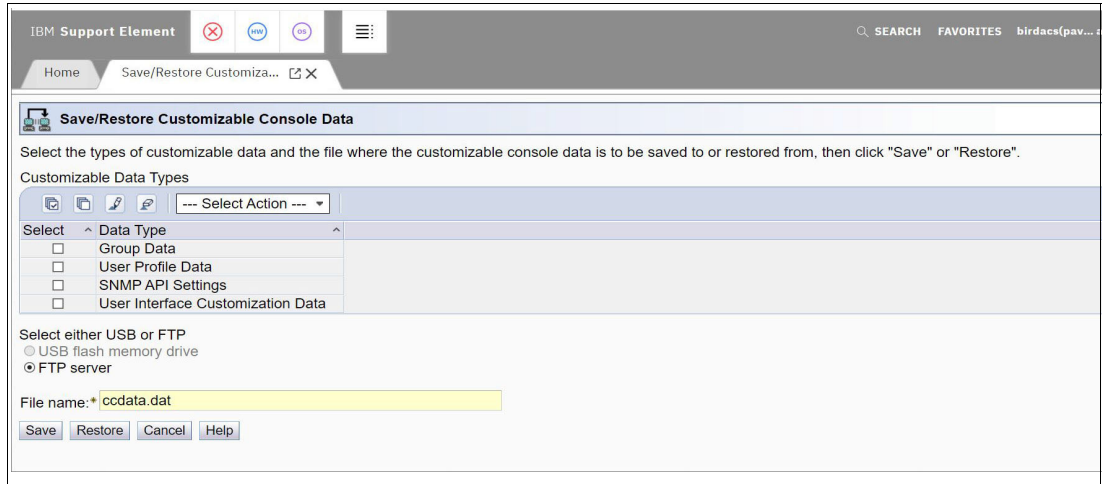 IBM Support Element HW OS SEARCH FAVORITES birdacs(pav... a
Home Save/Restore Customiza...
Save/Restore Customizable Console Data
Select the types of customizable data and the file where the customizable console data is to be saved to or restored from, then click "Save" or "Restore".
Customizable Data Types
--- Select Action ---
Select Data Type
Group Data
User Profile Data
SNMP API Settings
User Interface Customization Data
Select either USB or FTP
USB flash memory drive
FTP server
File name:* ccdata.dat
Save Restore Cancel Help